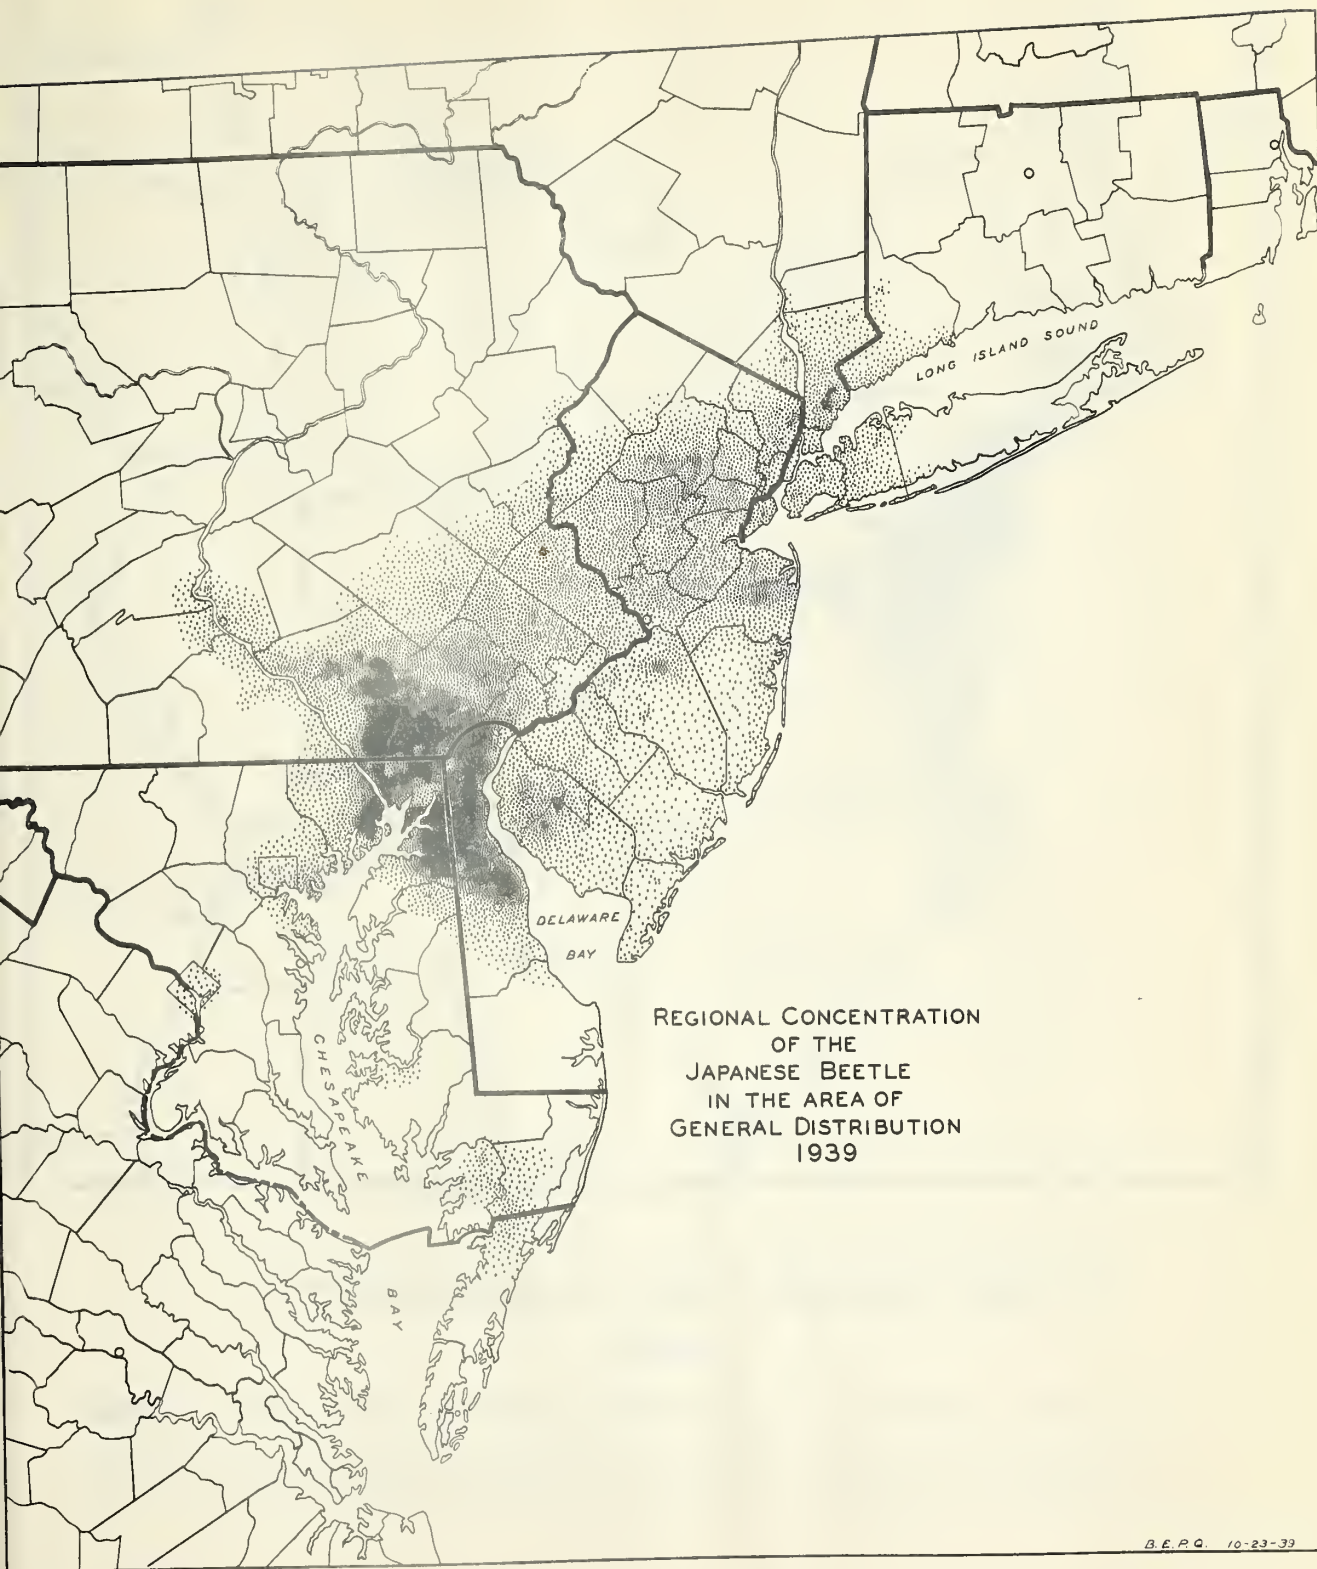 LONG ISLAND SOUND
DELAWARE
BAY
REGIONAL CONCENTRATION
OF THE
JAPANESE BEETLE
IN THE AREA OF
GENERAL DISTRIBUTION
1939
CHESAPEAKE
BAY
B.E.P.Q. 10-23-39